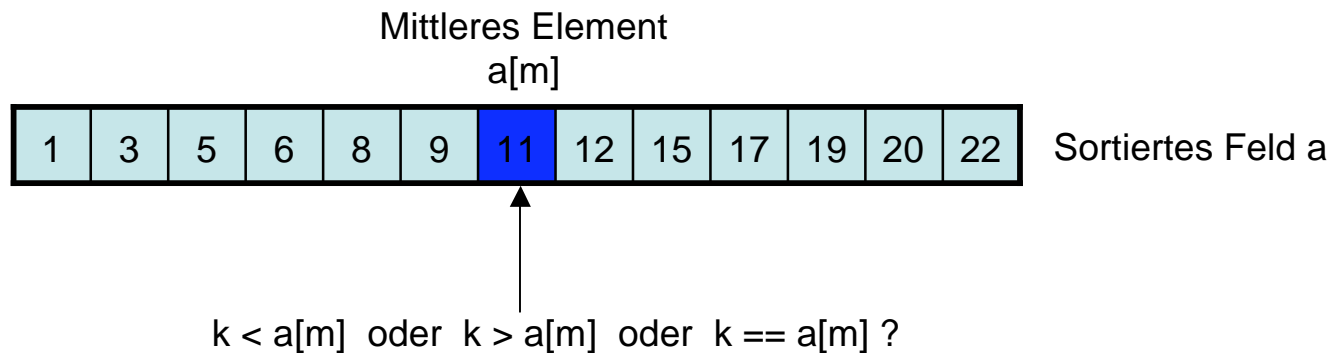 Mittleres Element
a[m]
1 3 5 6 8 9 11 12 15 17 19 20 22 Sortiertes Feld a
k < a[m] oder k > a[m] oder k == a[m] ?